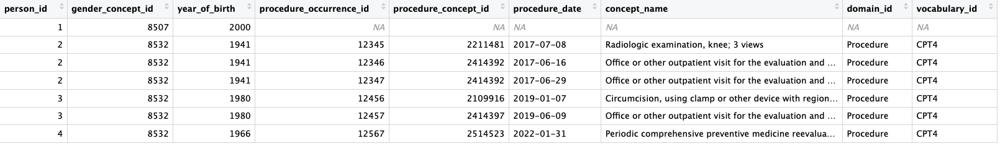 person_id gender_concept_id year_of_birth procedure_occurrence_id procedure_concept_id procedure_date concept_name domain_id vocabulary_id
1 8507 2000 NA NA NA NA NA NA
2 8532 1941 12345 2211481 2017-07-08 Radiologic examination, knee; 3 views Procedure CPT4
2 8532 1941 12346 2414392 2017-06-16 Office or other outpatient visit for the evaluation and ... Procedure CPT4
2 8532 1941 12347 2414392 2017-06-29 Office or other outpatient visit for the evaluation and ... Procedure CPT4
3 8532 1980 12456 2109916 2019-01-07 Circumcision, using clamp or other device with region... Procedure CPT4
3 8532 1980 12457 2414397 2019-06-09 Office or other outpatient visit for the evaluation and ... Procedure CPT4
4 8532 1966 12567 2514523 2022-01-31 Periodic comprehensive preventive medicine reevalua... Procedure CPT4